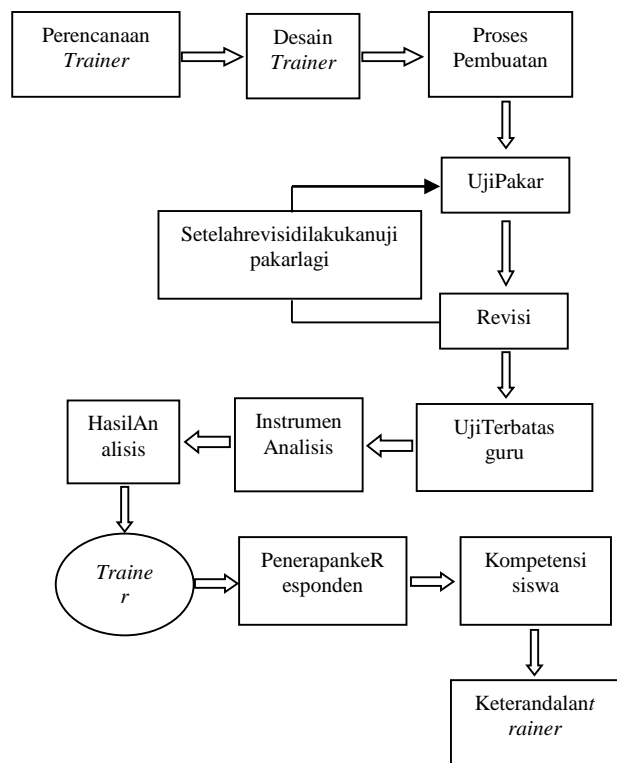 Perencanaan
Trainer
Desain
Trainer
Proses
Pembuatan
UjiPakar
Setelahrevisidilakukanuji
pakarlagi
Revisi
UjiTerbatas
guru
Instrumen
Analisis
HasilAn
alisis
Traine
r
PenerapankeR
esponden
Kompetensi
siswa
Keterandalant
rainer